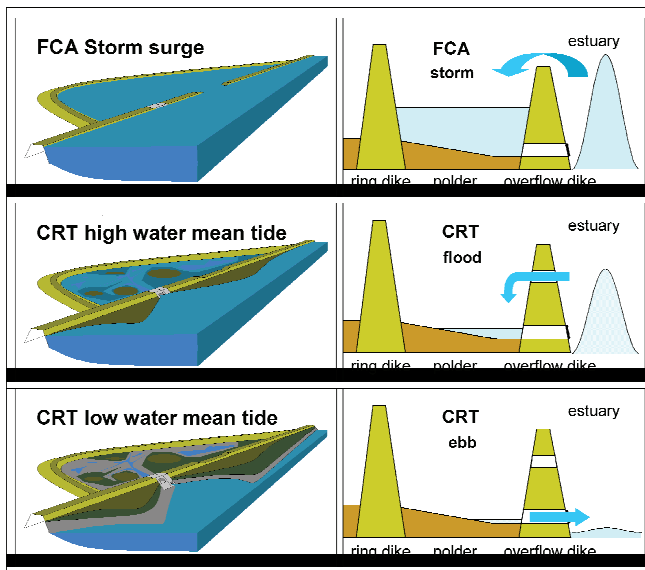 FCA Storm surge
FCA
storm
estuary
ring dike polder overflow dike
CRT high water mean tide
CRT
flood
estuary
ring dike polder overflow dike
CRT low water mean tide
CRT
ebb
estuary
ring dike polder overflow dike